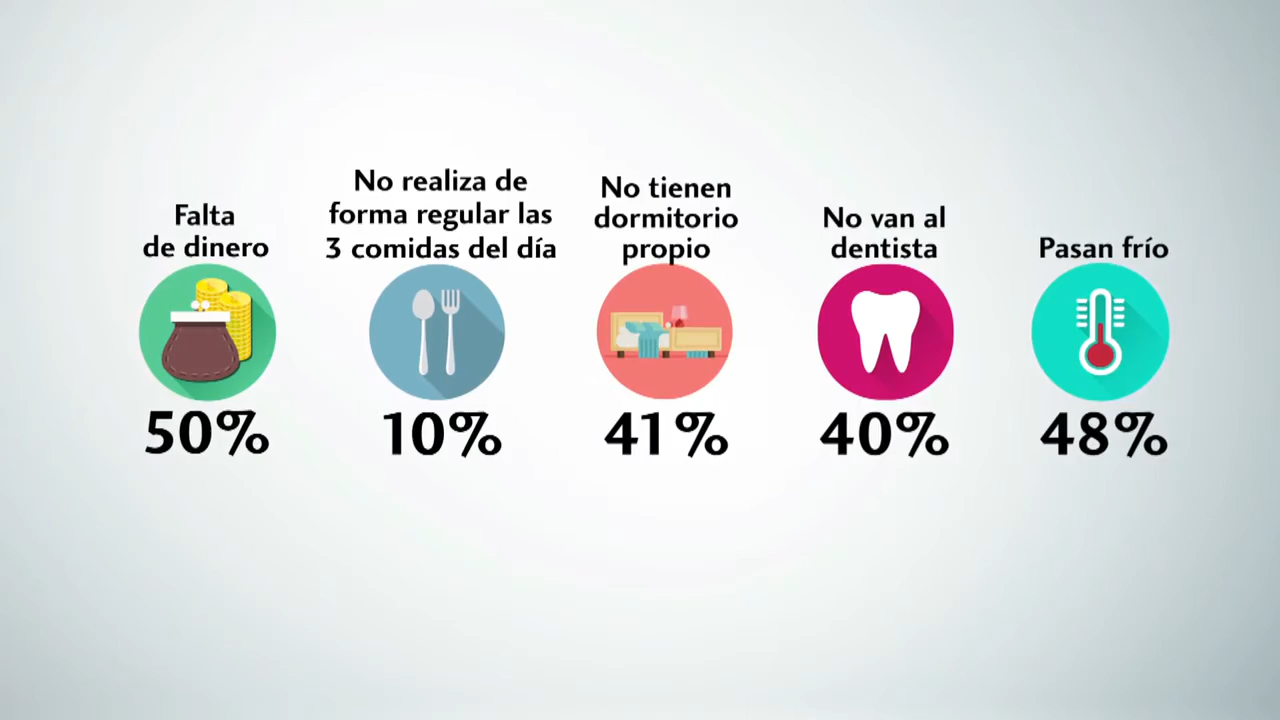 Falta
de dinero
50%
No realiza de
forma regular las
3 comidas del día
10%
No tienen
dormitorio
propio
41%
No van al
dentista
40%
Pasan frío
48%